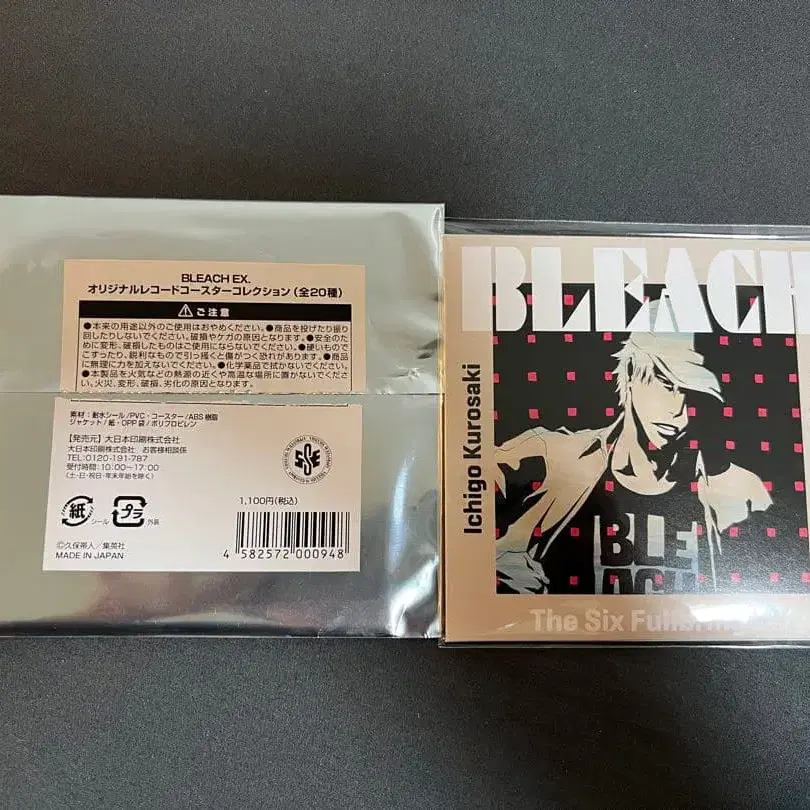 BLEACH EX.
オリジナルレコードコースターコレクション(全20種)
ご注意
●本来の用途以外のご使用はおやめください。●商品を投げたり振り
回したりしないでください。破損やケガの原因となります。●安全のた
めに変形、破損したものはご使用にならないでください。●硬いもので
こすったり、鋭利なもので引っ掻くと傷がつく恐れがあります。●商品
に無理に力を加えないでください。●化学薬品で拭かないでください。
●本製品を火気などの熱源の近くや高温な場所に置かないでくださ
い。火災、変形、破損、劣化の原因となります。
素材:耐水シール/PVC・コースター/ABS樹脂
ジャケット/紙・OPP袋/ポリプロピレン
【発売元】大日本印刷株式会社
大日本印刷株式会社 お客様相談係
TEL:0120-191-787
受付時間:10:00〜17:00
(土・日・祝日・年末年始を除く)
紙 シール プラ 外装
1,100円(税込)
©久保帯人/集英社
MADE IN JAPAN
4 582572 000948
BLEACH
Ichigo Kurosaki
BLE
ACH
The Six Fullbring